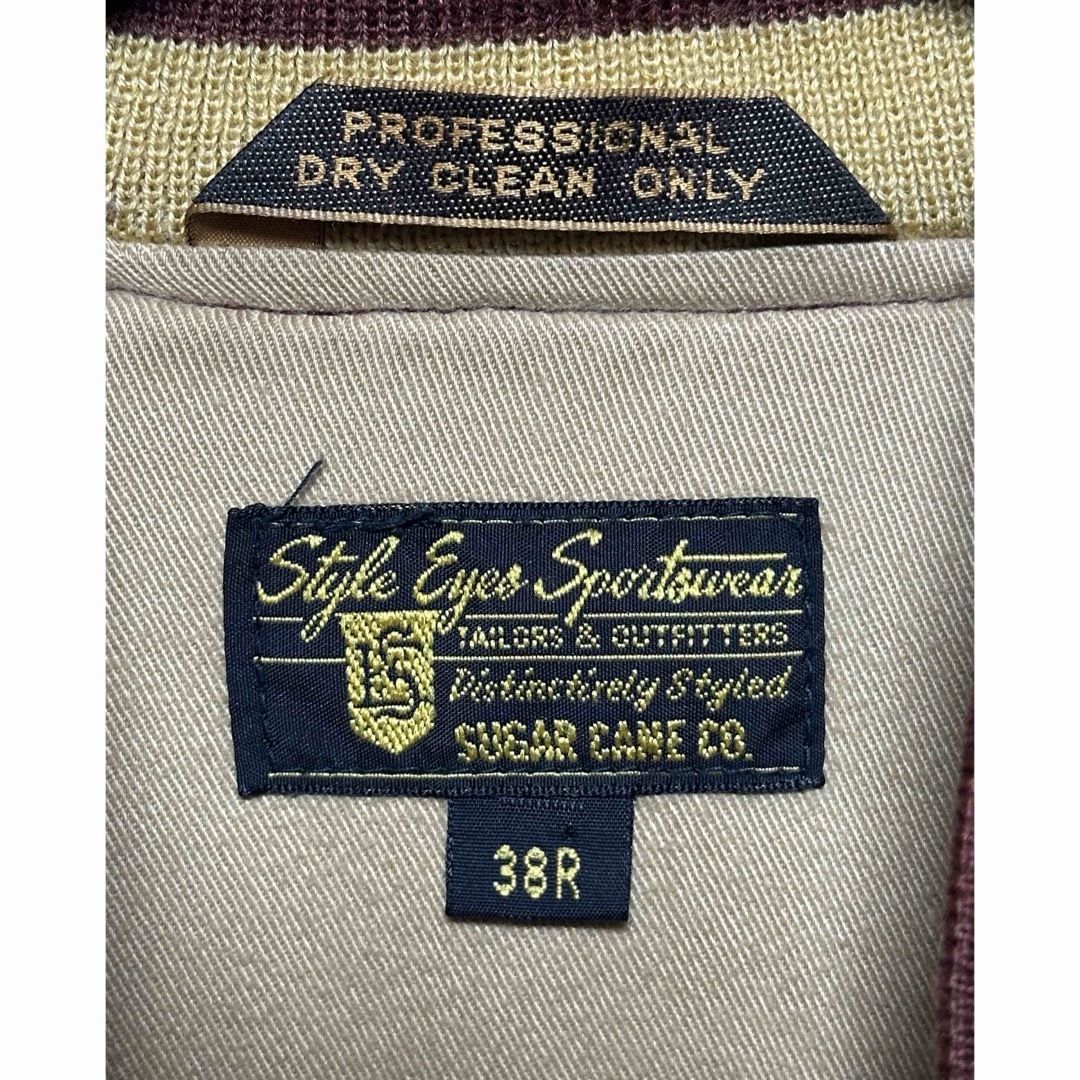 PROFESSIONAL
DRY CLEAN ONLY
Style Eyes Sportswear
TAILORS & OUTFITTERS
Distinctively Styled
SUGAR CANE CO.
38R